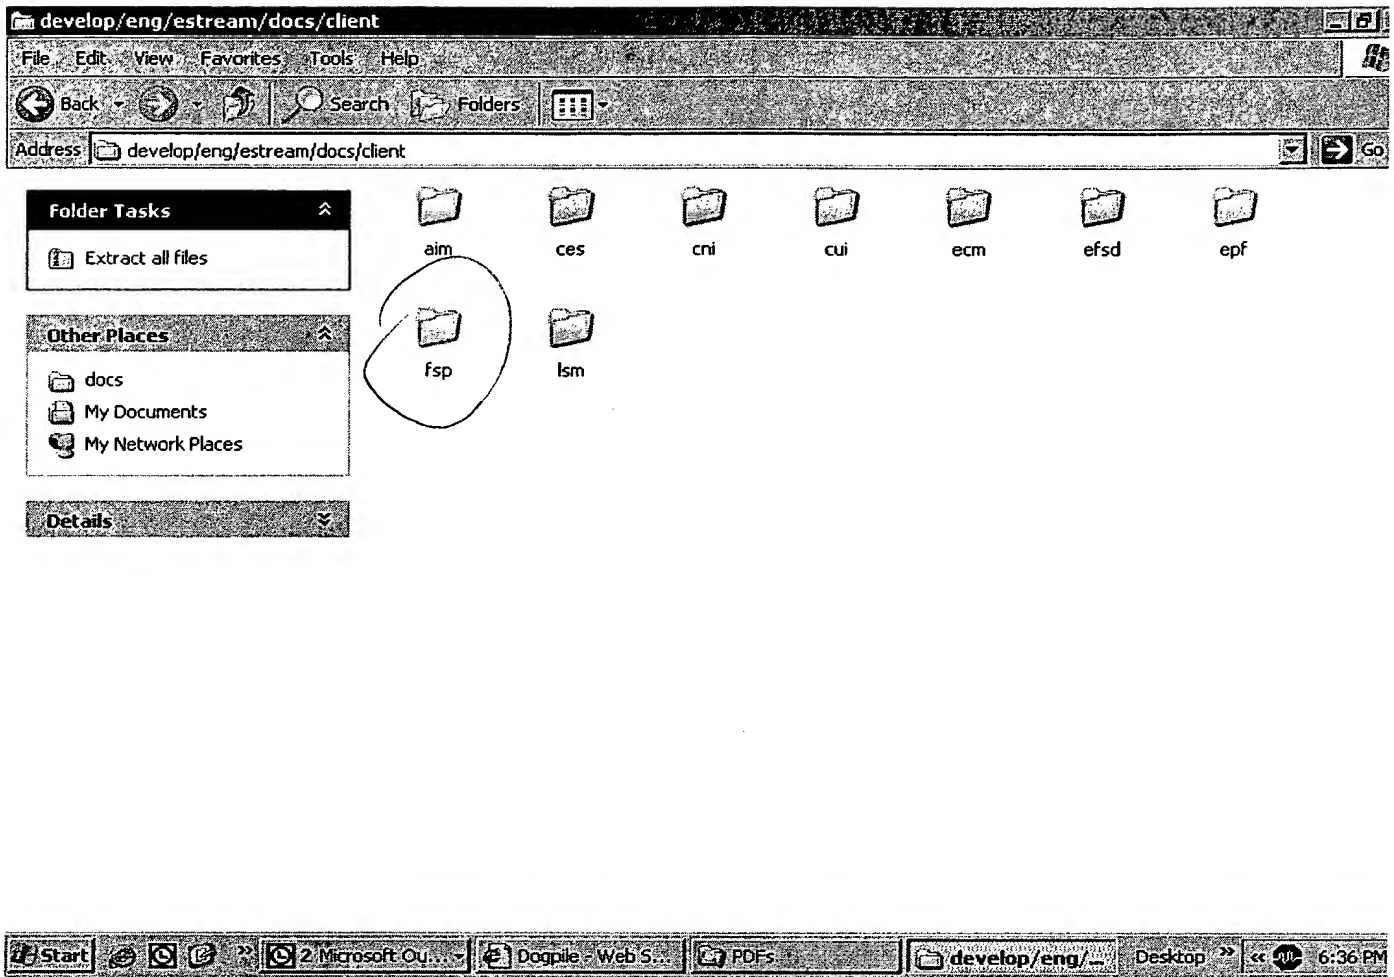 develop/eng/estream/docs/client
File Edit View Favorites Tools Help
Back Search Folders
Address develop/eng/estream/docs/client Go
Folder Tasks
Extract all files
Other Places
docs
My Documents
My Network Places
Details
aim ces cni cui ecm efsd epf
fsp lsm
Start 2 Microsoft Ou... Dogpile - Web S... PDFs develop/eng/... Desktop 6:36 PM